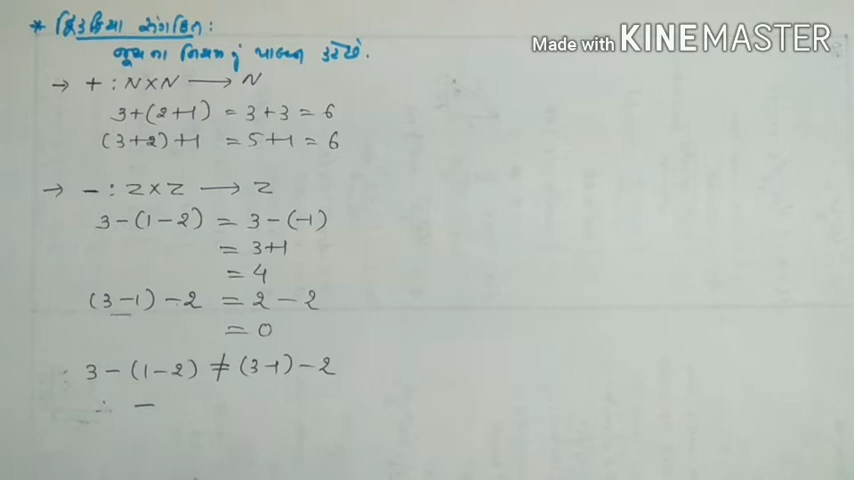 * દ્વિકક્રિયા સંગઠિત :
Made with KINEMASTER
જૂથના નિયમનું પાલન કરશે.
→ + : N×N → N
3+(2+1) = 3+3 = 6
(3+2)+1 = 5+1 = 6
→ - : Z×Z → Z
3-(1-2) = 3-(-1)
= 3+1
= 4
(3-1)-2 = 2-2
= 0
3-(1-2) ≠ (3-1)-2
∴ -